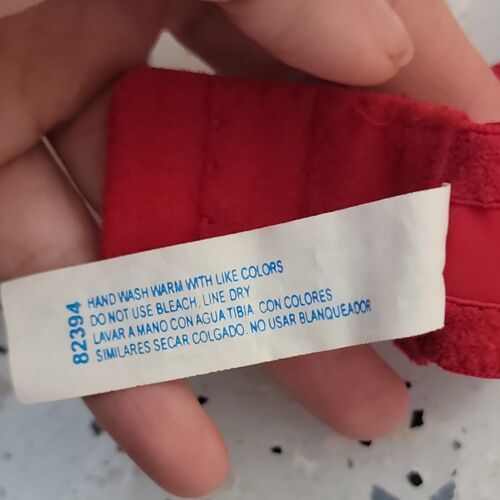 82394
HAND WASH WARM WITH LIKE COLORS
DO NOT USE BLEACH, LINE DRY
LAVAR A MANO CON AGUA TIBIA, CON COLORES
SIMILARES SECAR COLGADO, NO USAR BLANQUEADOR